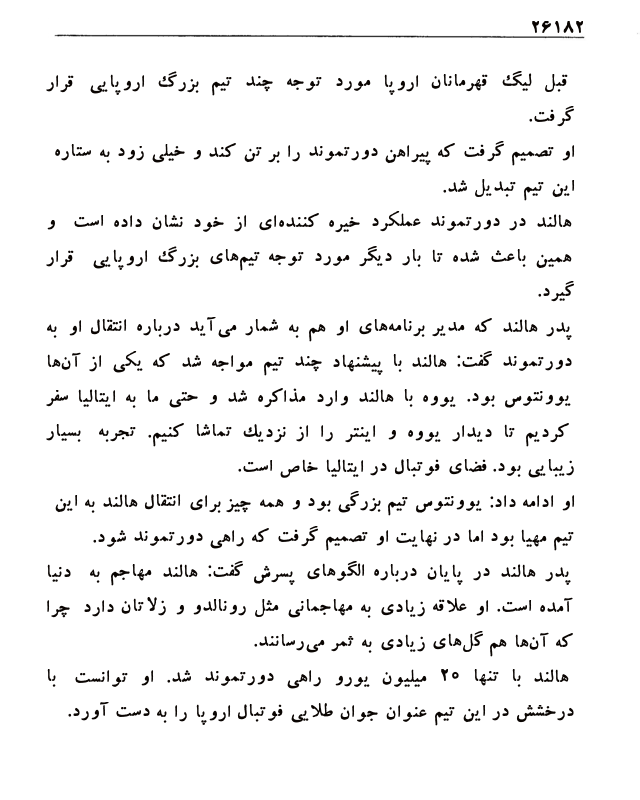 ۲۶۱۸۲
قبل لیگ قهرمانان اروپا مورد توجه چند تیم بزرگ اروپایی قرار
گرفت.
او تصمیم گرفت که پیراهن دورتموند را بر تن کند و خیلی زود به ستاره
این تیم تبدیل شد.
هالند در دورتموند عملکرد خیره کننده‌ای از خود نشان داده است و
همین باعث شده تا بار دیگر مورد توجه تیم‌های بزرگ اروپایی قرار
گیرد.
پدر هالند که مدیر برنامه‌های او هم به شمار می‌آید درباره انتقال او به
دورتموند گفت: هالند با پیشنهاد چند تیم مواجه شد که یکی از آن‌ها
یوونتوس بود. یووه با هالند وارد مذاکره شد و حتی ما به ایتالیا سفر
کردیم تا دیدار یووه و اینتر را از نزدیک تماشا کنیم. تجربه بسیار
زیبایی بود. فضای فوتبال در ایتالیا خاص است.
او ادامه داد: یوونتوس تیم بزرگی بود و همه چیز برای انتقال هالند به این
تیم مهیا بود اما در نهایت او تصمیم گرفت که راهی دورتموند شود.
پدر هالند در پایان درباره الگوهای پسرش گفت: هالند مهاجم به دنیا
آمده است. او علاقه زیادی به مهاجمانی مثل رونالدو و زلاتان دارد چرا
که آن‌ها هم گل‌های زیادی به ثمر می‌رسانند.
هالند با تنها ۲۵ میلیون یورو راهی دورتموند شد. او توانست با
درخشش در این تیم عنوان جوان طلایی فوتبال اروپا را به دست آورد.